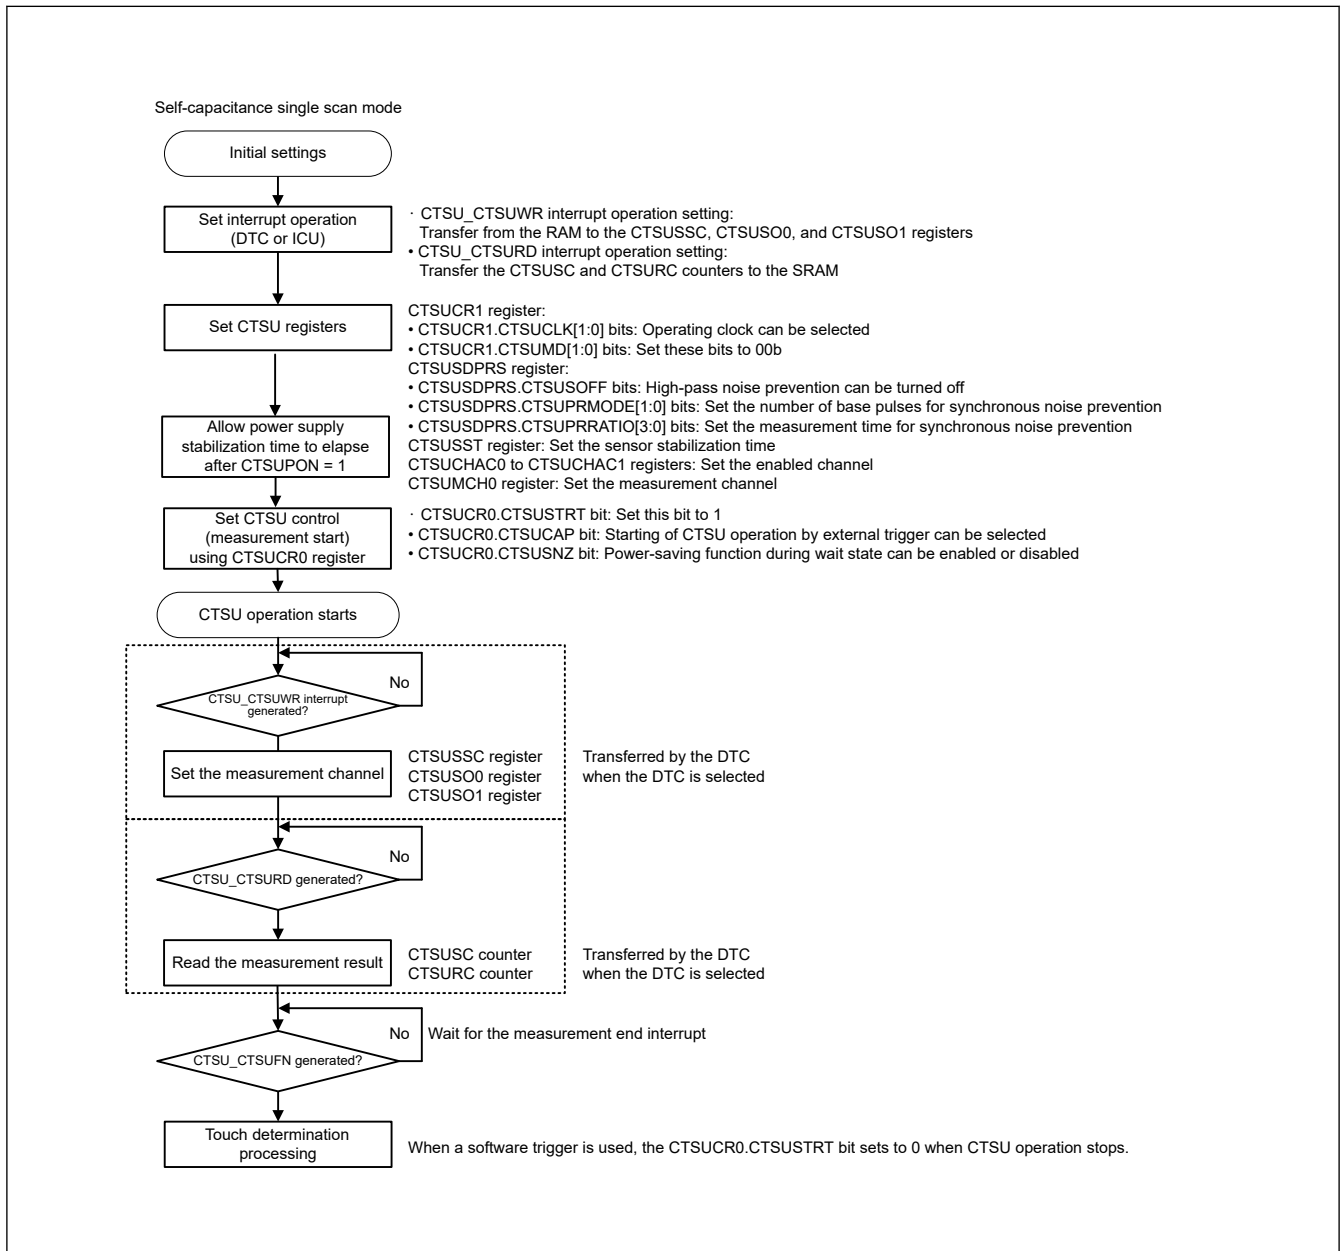 Self-capacitance single scan mode
Initial settings
Set interrupt operation
(DTC or ICU)
· CTSU_CTSUWR interrupt operation setting:
Transfer from the RAM to the CTSUSSC, CTSUSO0, and CTSUSO1 registers
• CTSU_CTSURD interrupt operation setting:
Transfer the CTSUSC and CTSURC counters to the SRAM
Set CTSU registers
CTSUCR1 register:
• CTSUCR1.CTSUCLK[1:0] bits: Operating clock can be selected
• CTSUCR1.CTSUMD[1:0] bits: Set these bits to 00b
CTSUSDPRS register:
• CTSUSDPRS.CTSUSOFF bits: High-pass noise prevention can be turned off
• CTSUSDPRS.CTSUPRMODE[1:0] bits: Set the number of base pulses for synchronous noise prevention
• CTSUSDPRS.CTSUPRRATIO[3:0] bits: Set the measurement time for synchronous noise prevention
CTSUSST register: Set the sensor stabilization time
CTSUCHAC0 to CTSUCHAC1 registers: Set the enabled channel
CTSUMCH0 register: Set the measurement channel
Allow power supply
stabilization time to elapse
after CTSUPON = 1
Set CTSU control
(measurement start)
using CTSUCR0 register
· CTSUCR0.CTSUSTRT bit: Set this bit to 1
• CTSUCR0.CTSUCAP bit: Starting of CTSU operation by external trigger can be selected
• CTSUCR0.CTSUSNZ bit: Power-saving function during wait state can be enabled or disabled
CTSU operation starts
No
CTSU_CTSUWR interrupt
generated?
Set the measurement channel
CTSUSSC register
CTSUSO0 register
CTSUSO1 register
Transferred by the DTC
when the DTC is selected
No
CTSU_CTSURD generated?
Read the measurement result
CTSUSC counter
CTSURC counter
Transferred by the DTC
when the DTC is selected
No
Wait for the measurement end interrupt
CTSU_CTSUFN generated?
Touch determination
processing
When a software trigger is used, the CTSUCR0.CTSUSTRT bit sets to 0 when CTSU operation stops.